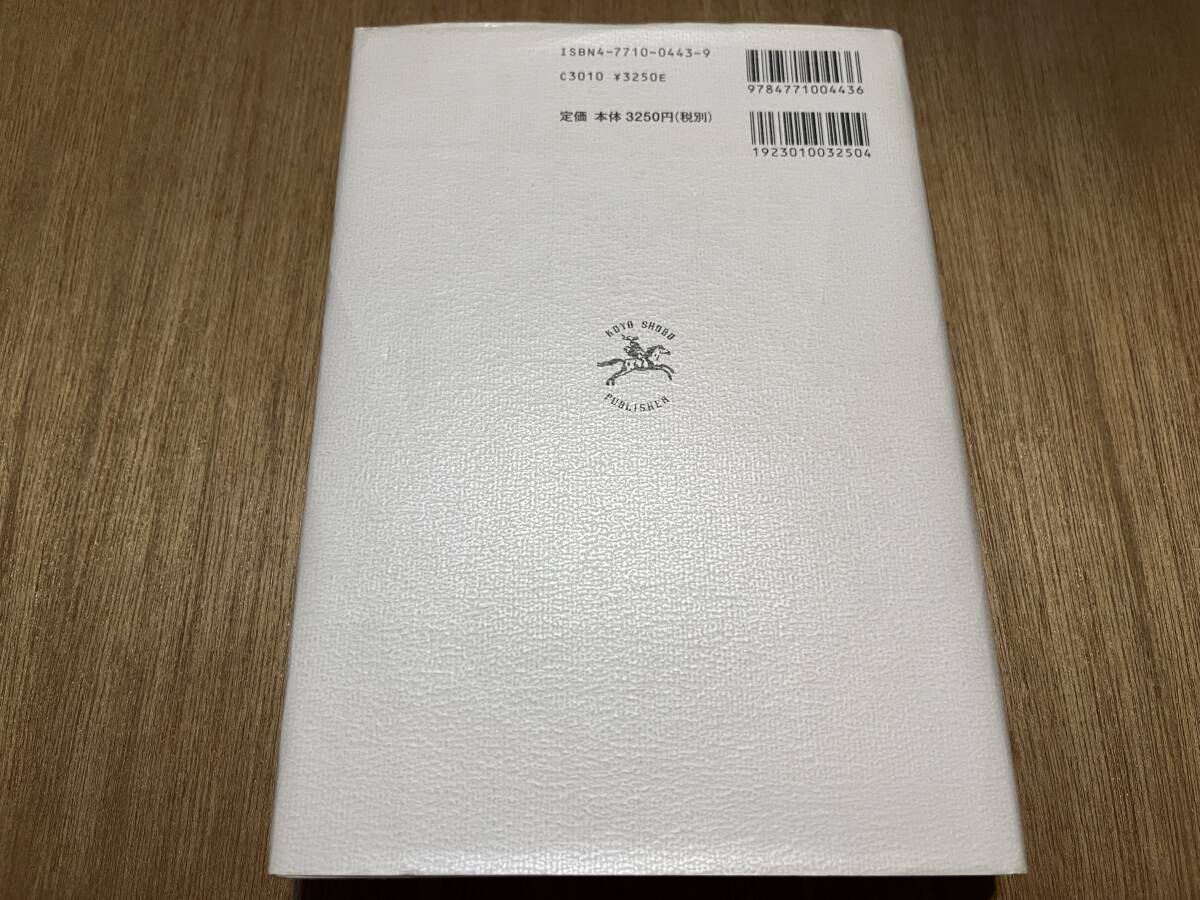 ISBN4-7710-0443-9
C3010 ¥3250E
定価 本体 3250円(税別)
9784771004436
1923010032504
KOYO SHOBO
PUBLISHER